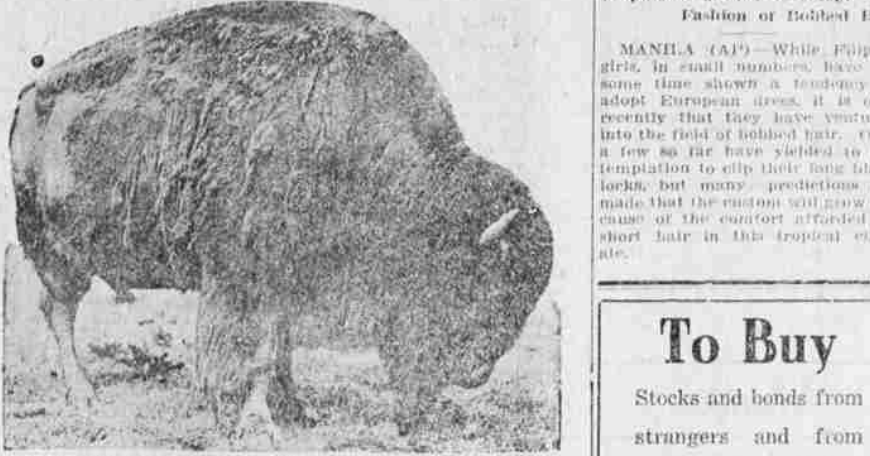 Fashion or Bobbed
MANILA (AP)—While
girls, in small numbers, have
some time shown a tendency
adopt European dress, it is
recently that they have
into the field of bobbed hair.
a few so far have yielded to
temptation to clip their long
locks, but many predictions
made that the custom will grow
cause of the comfort afforded
short hair in this tropical
ate.
To Buy
Stocks and bonds from
strangers and from